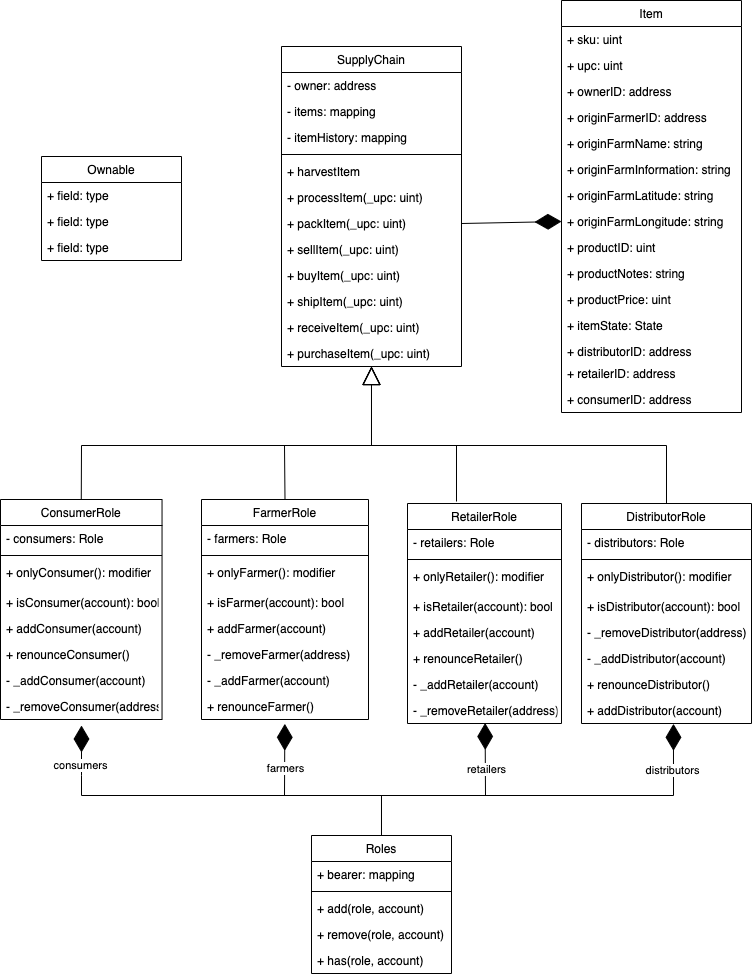 Item
+ sku: uint
+ upc: uint
+ ownerID: address
+ originFarmerID: address
+ originFarmName: string
+ originFarmInformation: string
+ originFarmLatitude: string
+ originFarmLongitude: string
+ productID: uint
+ productNotes: string
+ productPrice: uint
+ itemState: State
+ distributorID: address
+ retailerID: address
+ consumerID: address
SupplyChain
- owner: address
- items: mapping
- itemHistory: mapping
+ harvestItem
+ processItem(_upc: uint)
+ packItem(_upc: uint)
+ sellItem(_upc: uint)
+ buyItem(_upc: uint)
+ shipItem(_upc: uint)
+ receiveItem(_upc: uint)
+ purchaseItem(_upc: uint)
Ownable
+ field: type
+ field: type
+ field: type
ConsumerRole
- consumers: Role
+ onlyConsumer(): modifier
+ isConsumer(account): bool
+ addConsumer(account)
+ renounceConsumer()
- _addConsumer(account)
- _removeConsumer(address
FarmerRole
- farmers: Role
+ onlyFarmer(): modifier
+ isFarmer(account): bool
+ addFarmer(account)
- _removeFarmer(address)
- _addFarmer(account)
+ renounceFarmer()
RetailerRole
- retailers: Role
+ onlyRetailer(): modifier
+ isRetailer(account): bool
+ addRetailer(account)
+ renounceRetailer()
- _addRetailer(account)
- _removeRetailer(address)
DistributorRole
- distributors: Role
+ onlyDistributor(): modifier
+ isDistributor(account): bool
- _removeDistributor(address)
- _addDistributor(account)
+ renounceDistributor()
+ addDistributor(account)
consumers
farmers
retailers
distributors
Roles
+ bearer: mapping
+ add(role, account)
+ remove(role, account)
+ has(role, account)